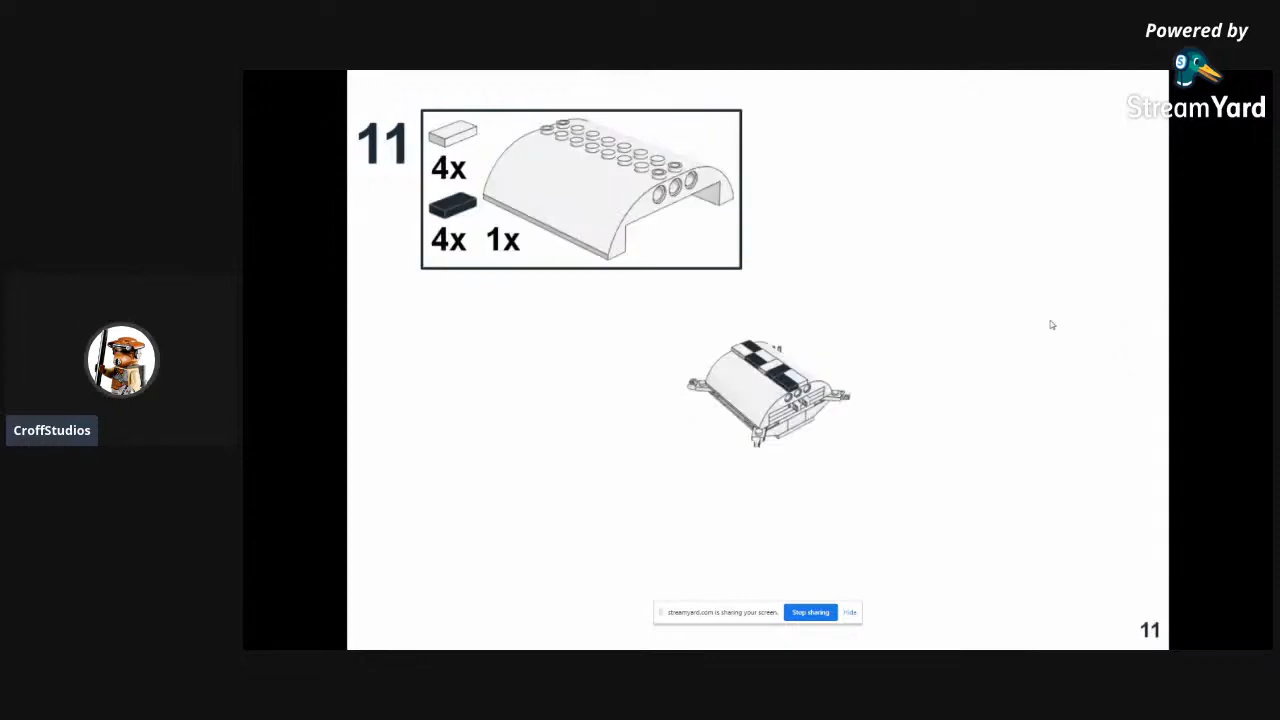 Powered by
StreamYard
11
4x
4x 1x
CroffStudios
streamyard.com is sharing your screen.
Stop sharing
Hide
11